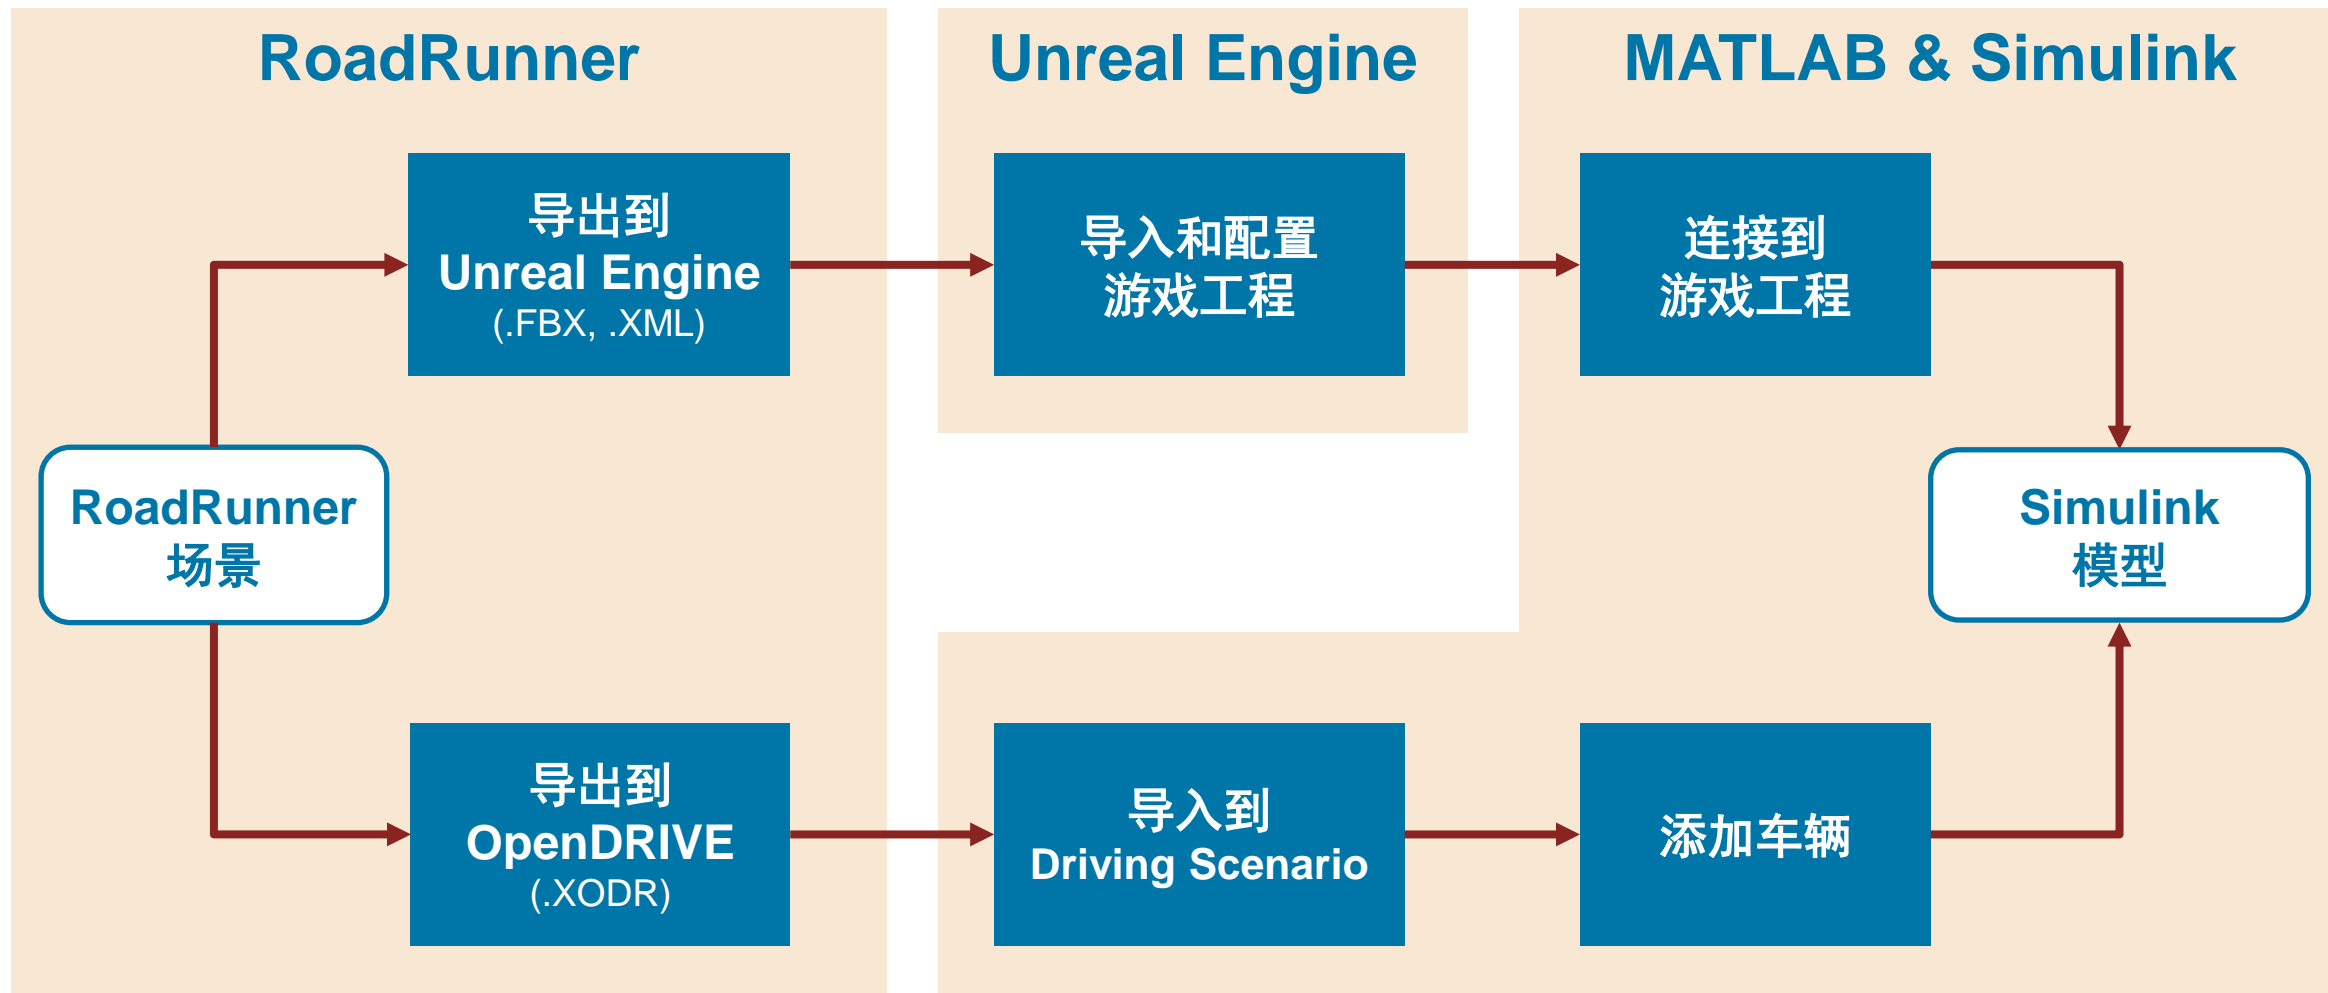 RoadRunner
Unreal Engine
MATLAB & Simulink
导出到
Unreal Engine
(.FBX, .XML)
导入和配置
游戏工程
连接到
游戏工程
RoadRunner
场景
Simulink
模型
导出到
OpenDRIVE
(.XODR)
导入到
Driving Scenario
添加车辆